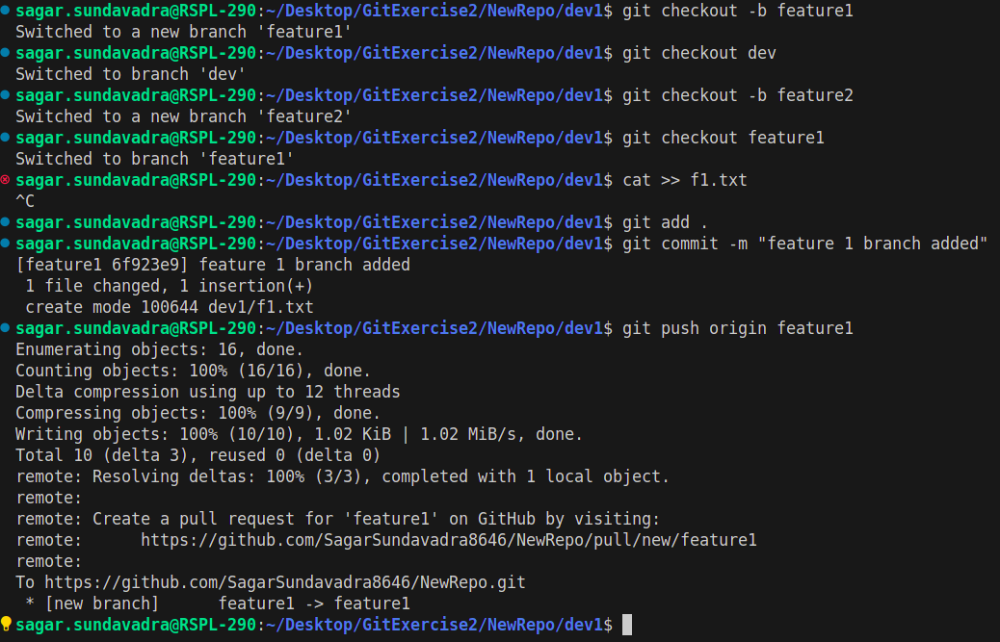 sagar.sundavadra@RSPL-290:~/Desktop/GitExercise2/NewRepo/dev1$ git checkout -b feature1
Switched to a new branch 'feature1'
sagar.sundavadra@RSPL-290:~/Desktop/GitExercise2/NewRepo/dev1$ git checkout dev
Switched to branch 'dev'
sagar.sundavadra@RSPL-290:~/Desktop/GitExercise2/NewRepo/dev1$ git checkout -b feature2
Switched to a new branch 'feature2'
sagar.sundavadra@RSPL-290:~/Desktop/GitExercise2/NewRepo/dev1$ git checkout feature1
Switched to branch 'feature1'
sagar.sundavadra@RSPL-290:~/Desktop/GitExercise2/NewRepo/dev1$ cat >> f1.txt
^C
sagar.sundavadra@RSPL-290:~/Desktop/GitExercise2/NewRepo/dev1$ git add .
sagar.sundavadra@RSPL-290:~/Desktop/GitExercise2/NewRepo/dev1$ git commit -m "feature 1 branch added"
[feature1 6f923e9] feature 1 branch added
 1 file changed, 1 insertion(+)
 create mode 100644 dev1/f1.txt
sagar.sundavadra@RSPL-290:~/Desktop/GitExercise2/NewRepo/dev1$ git push origin feature1
Enumerating objects: 16, done.
Counting objects: 100% (16/16), done.
Delta compression using up to 12 threads
Compressing objects: 100% (9/9), done.
Writing objects: 100% (10/10), 1.02 KiB | 1.02 MiB/s, done.
Total 10 (delta 3), reused 0 (delta 0)
remote: Resolving deltas: 100% (3/3), completed with 1 local object.
remote:
remote: Create a pull request for 'feature1' on GitHub by visiting:
remote:      https://github.com/SagarSundavadra8646/NewRepo/pull/new/feature1
remote:
To https://github.com/SagarSundavadra8646/NewRepo.git
 * [new branch]      feature1 -> feature1
sagar.sundavadra@RSPL-290:~/Desktop/GitExercise2/NewRepo/dev1$